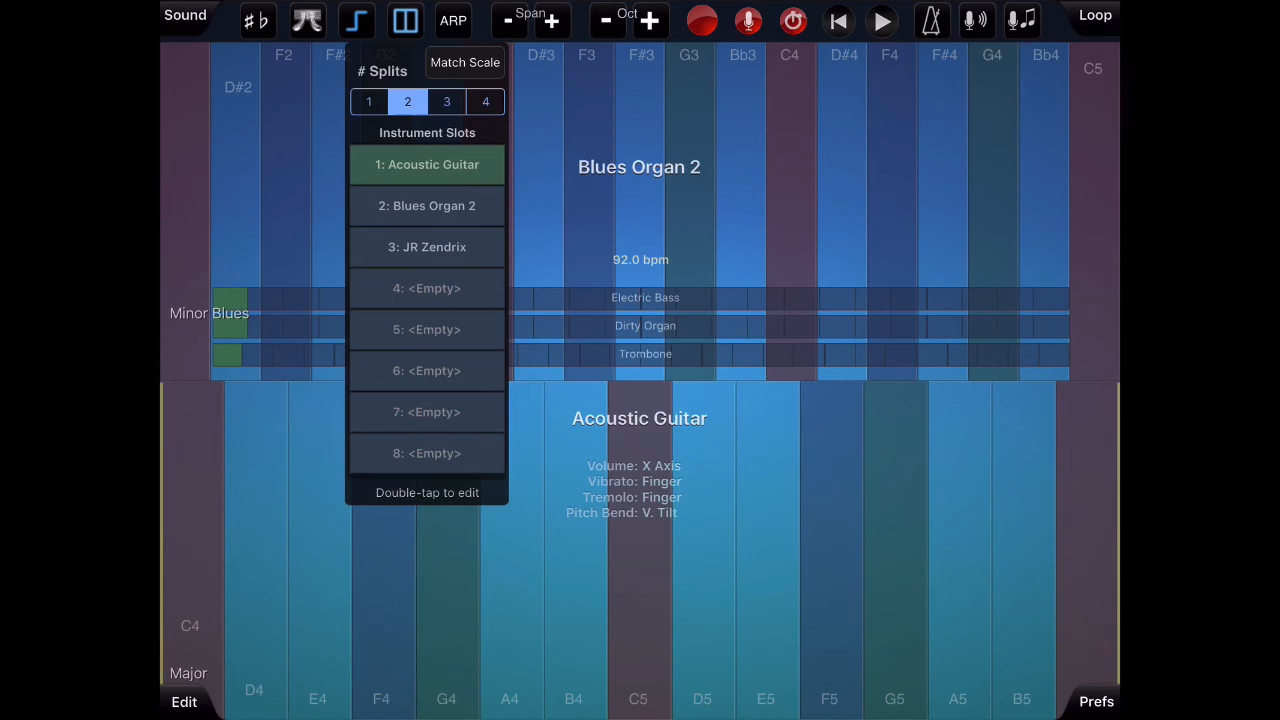 Sound
♯♭
ARP
- Span +
- Oct +
Loop
D#2
F2
F#2
G2
D#3
F3
F#3
G3
Bb3
C4
D#4
F4
F#4
G4
Bb4
C5
# Splits
Match Scale
1 2 3 4
Instrument Slots
1: Acoustic Guitar
2: Blues Organ 2
3: JR Zendrix
4: <Empty>
5: <Empty>
6: <Empty>
7: <Empty>
8: <Empty>
Double-tap to edit
Blues Organ 2
92.0 bpm
Electric Bass
Minor Blues
Dirty Organ
Trombone
Acoustic Guitar
Volume: X Axis
Vibrato: Finger
Tremolo: Finger
Pitch Bend: V. Tilt
C4
Major
D4
E4
F4
G4
A4
B4
C5
D5
E5
F5
G5
A5
B5
Edit
Prefs